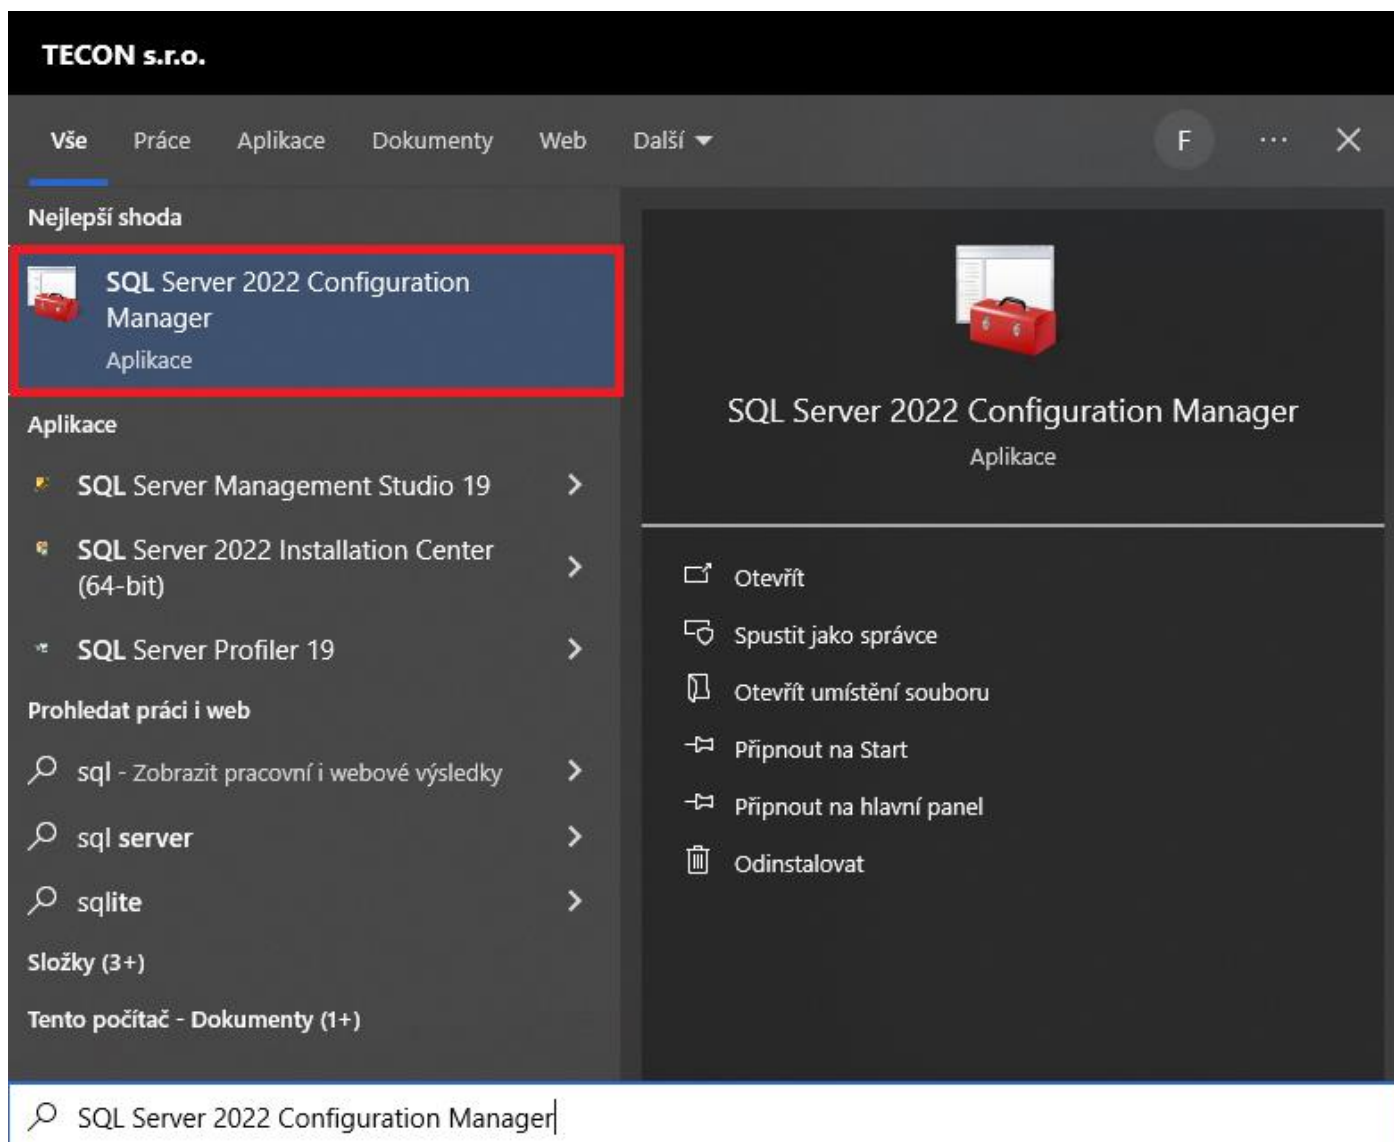 TECON s.r.o.
Vše Práce Aplikace Dokumenty Web Další F ···
Nejlepší shoda
SQL Server 2022 Configuration
Manager
Aplikace
Aplikace
SQL Server Management Studio 19
SQL Server 2022 Installation Center
(64-bit)
SQL Server Profiler 19
Prohledat práci i web
sql - Zobrazit pracovní i webové výsledky
sql server
sqlite
Složky (3+)
Tento počítač - Dokumenty (1+)
SQL Server 2022 Configuration Manager
Aplikace
Otevřít
Spustit jako správce
Otevřít umístění souboru
Připnout na Start
Připnout na hlavní panel
Odinstalovat
SQL Server 2022 Configuration Manager